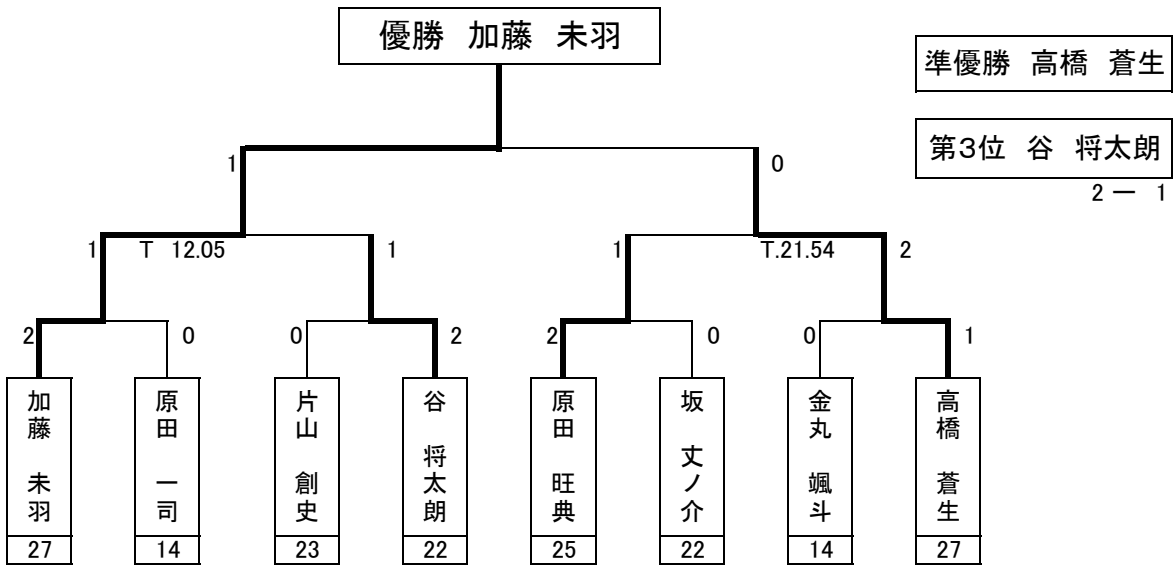 優勝 加藤 未羽
準優勝 高橋 蒼生
第3位 谷 将太朗
2 ー 1
1
0
1
T 12.05
1
1
T.21.54
2
2
0
0
2
2
0
0
1
加藤 未羽
原田 一司
片山 創史
谷 将太朗
原田 旺典
坂 丈ノ介
金丸 颯斗
高橋 蒼生
27
14
23
22
25
22
14
27